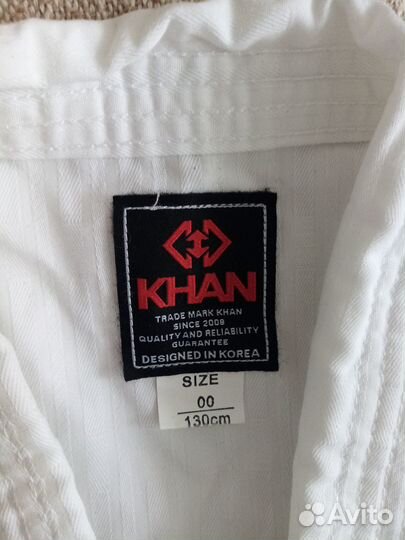 KHAN
TRADE MARK KHAN
SINCE 2008
QUALITY AND RELIABILITY
GUARANTEE
DESIGNED IN KOREA
SIZE
00
130cm
Avito